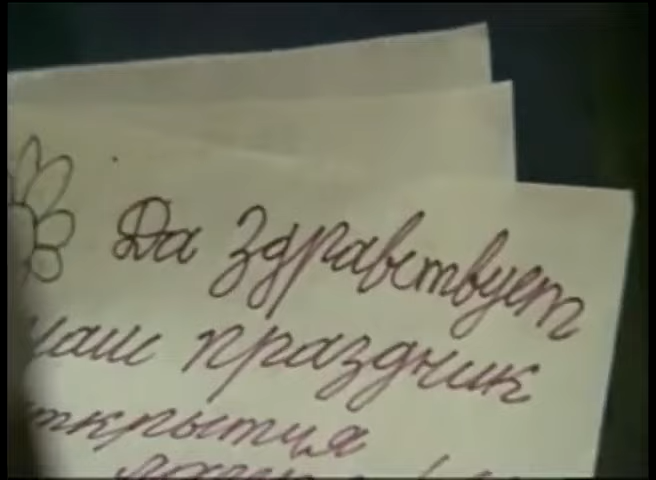 Да здравствует
наш праздник
открытия